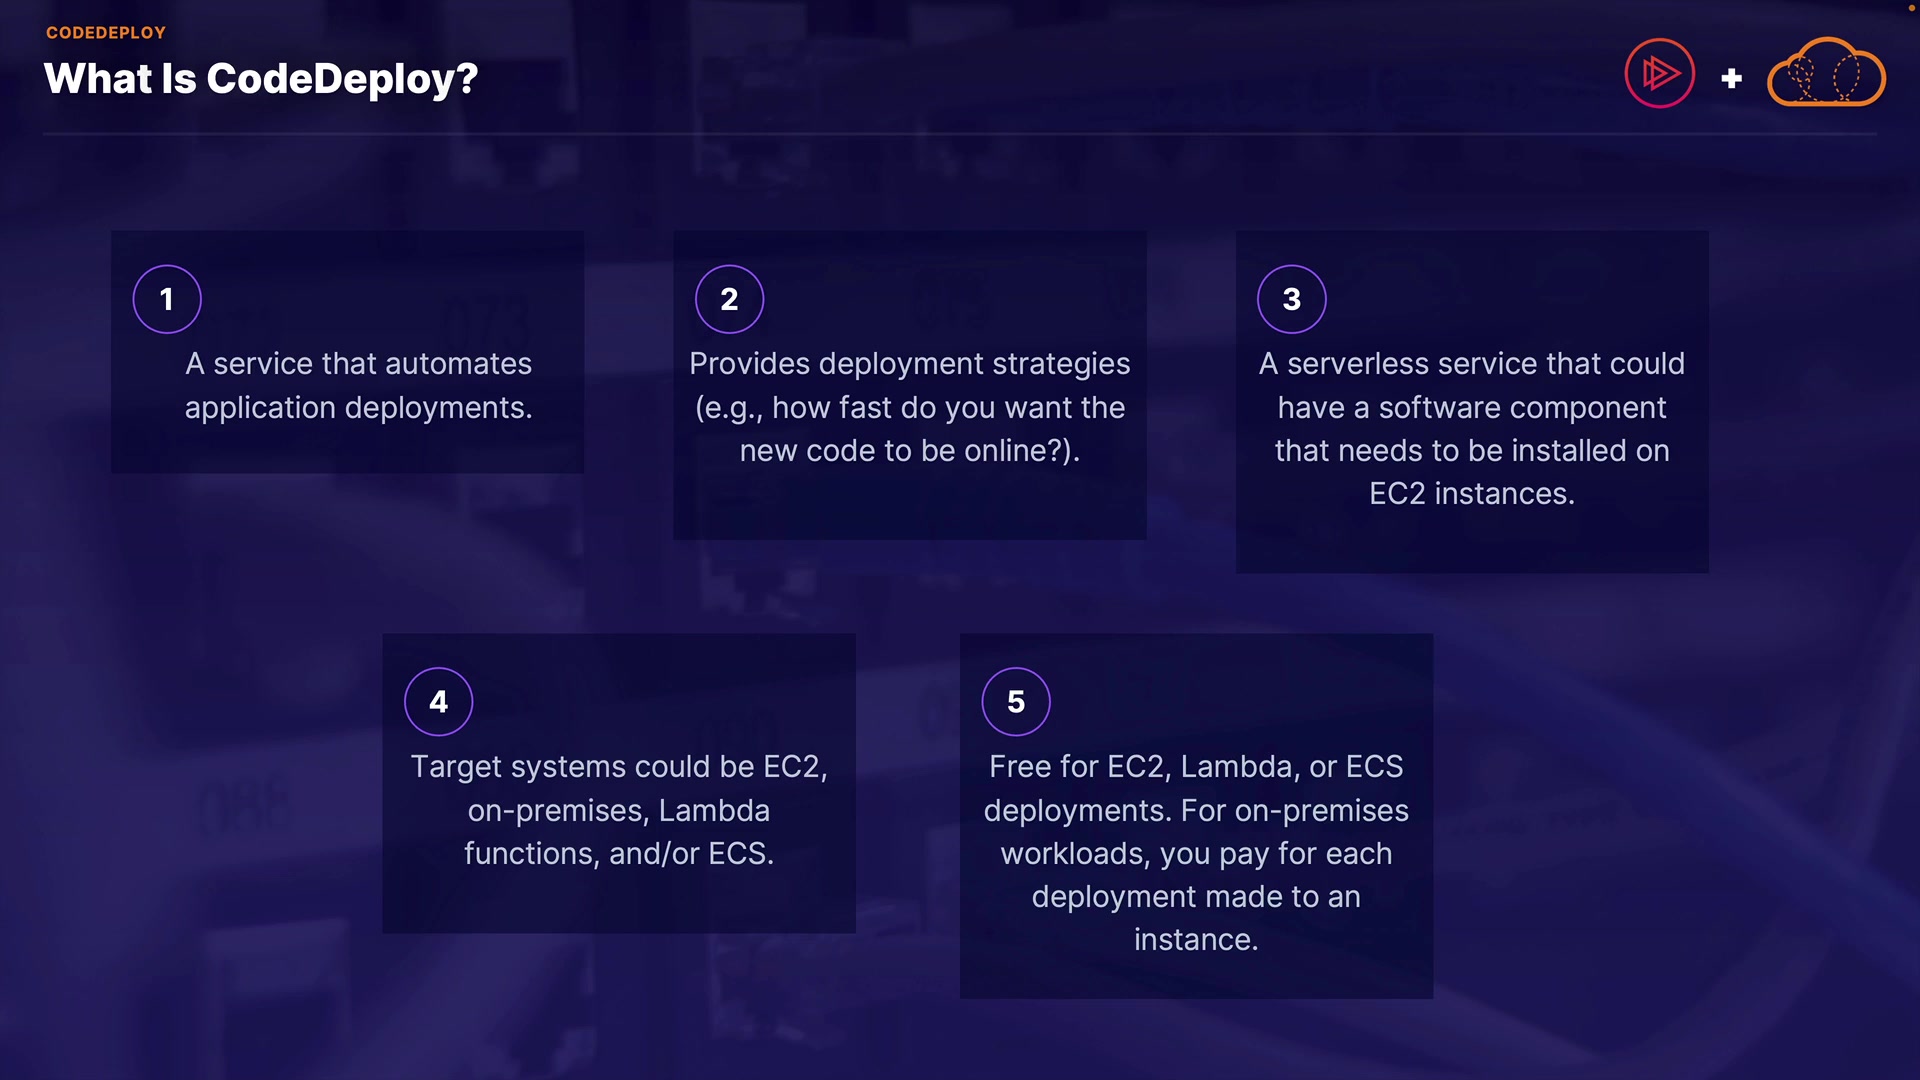 CODEDEPLOY
What Is CodeDeploy?
1
A service that automates
application deployments.
2
Provides deployment strategies
(e.g., how fast do you want the
new code to be online?).
3
A serverless service that could
have a software component
that needs to be installed on
EC2 instances.
4
Target systems could be EC2,
on-premises, Lambda
functions, and/or ECS.
5
Free for EC2, Lambda, or ECS
deployments. For on-premises
workloads, you pay for each
deployment made to an
instance.